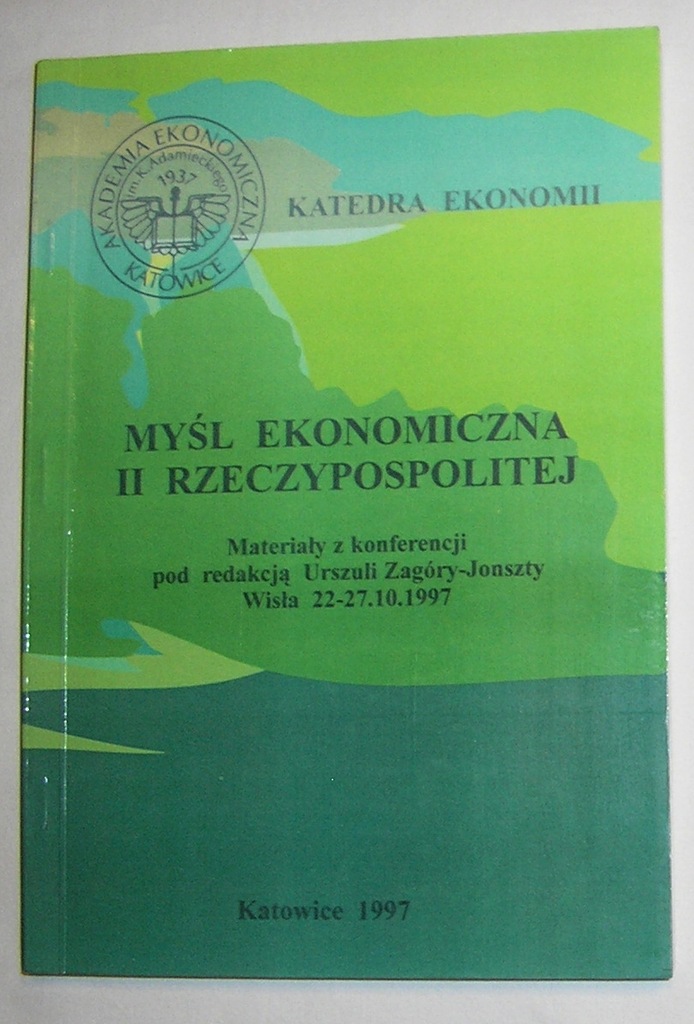 AKADEMIA EKONOMICZNA
im K. Adamieckiego
1937
KATOWICE
KATEDRA EKONOMII
MYŚL EKONOMICZNA
II RZECZYPOSPOLITEJ
Materiały z konferencji
pod redakcją Urszuli Zagóry-Jonszty
Wisła 22-27.10.1997
Katowice 1997